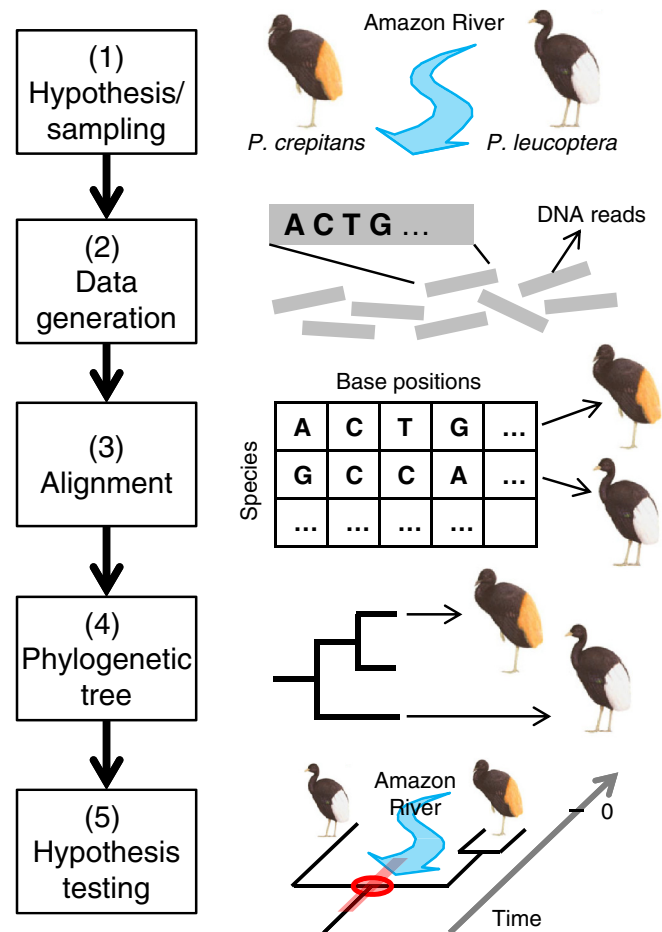 (1)
Hypothesis/
sampling
Amazon River
P. crepitans
P. leucoptera
(2)
Data
generation
A C T G ...
DNA reads
(3)
Alignment
Base positions
Species
A C T G ...
G C C A ...
... ... ... ...
(4)
Phylogenetic
tree
(5)
Hypothesis
testing
Amazon
River
0
Time